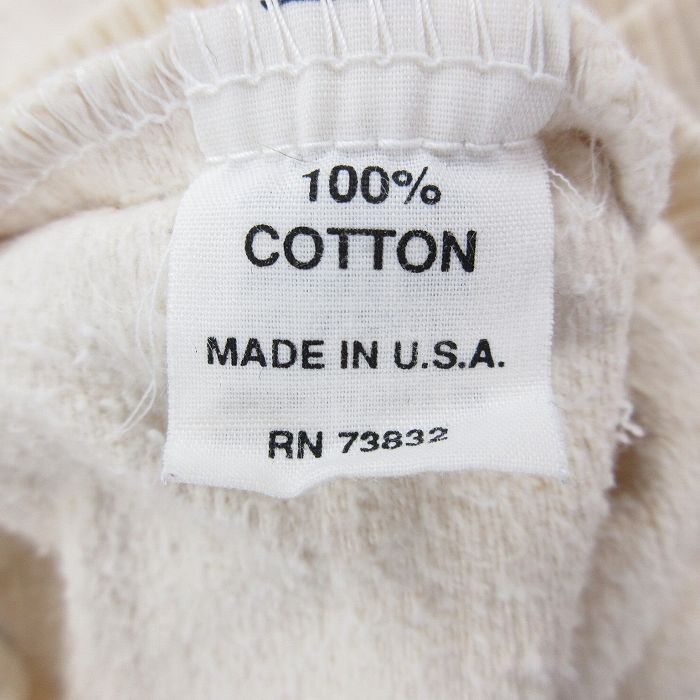 100%
COTTON
MADE IN U.S.A.
RN 73832